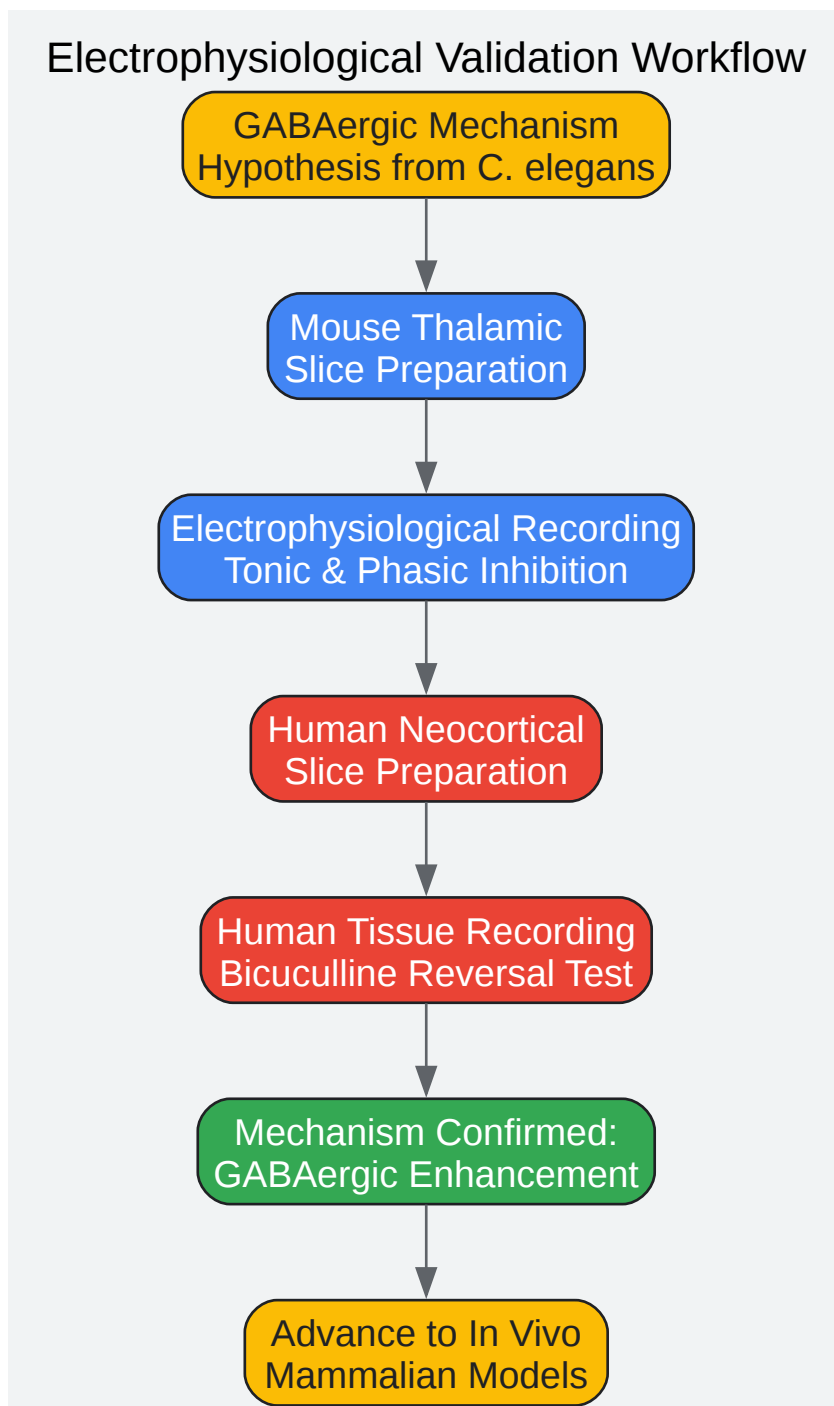 Electrophysiological Validation Workflow
GABAergic Mechanism
Hypothesis from C. elegans
Mouse Thalamic
Slice Preparation
Electrophysiological Recording
Tonic & Phasic Inhibition
Human Neocortical
Slice Preparation
Human Tissue Recording
Bicuculline Reversal Test
Mechanism Confirmed:
GABAergic Enhancement
Advance to In Vivo
Mammalian Models